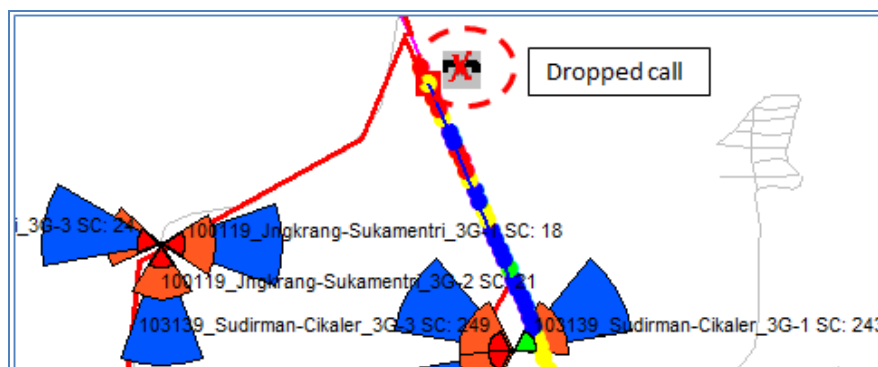 Dropped call
i_3G-3 SC: 24
100119_Jngkrang-Sukamentri_3G-1 SC: 18
100119_Jngkrang-Sukamentri_3G-2 SC: 21
103139_Sudirman-Cikaler_3G-3 SC: 249
103139_Sudirman-Cikaler_3G-1 SC: 243